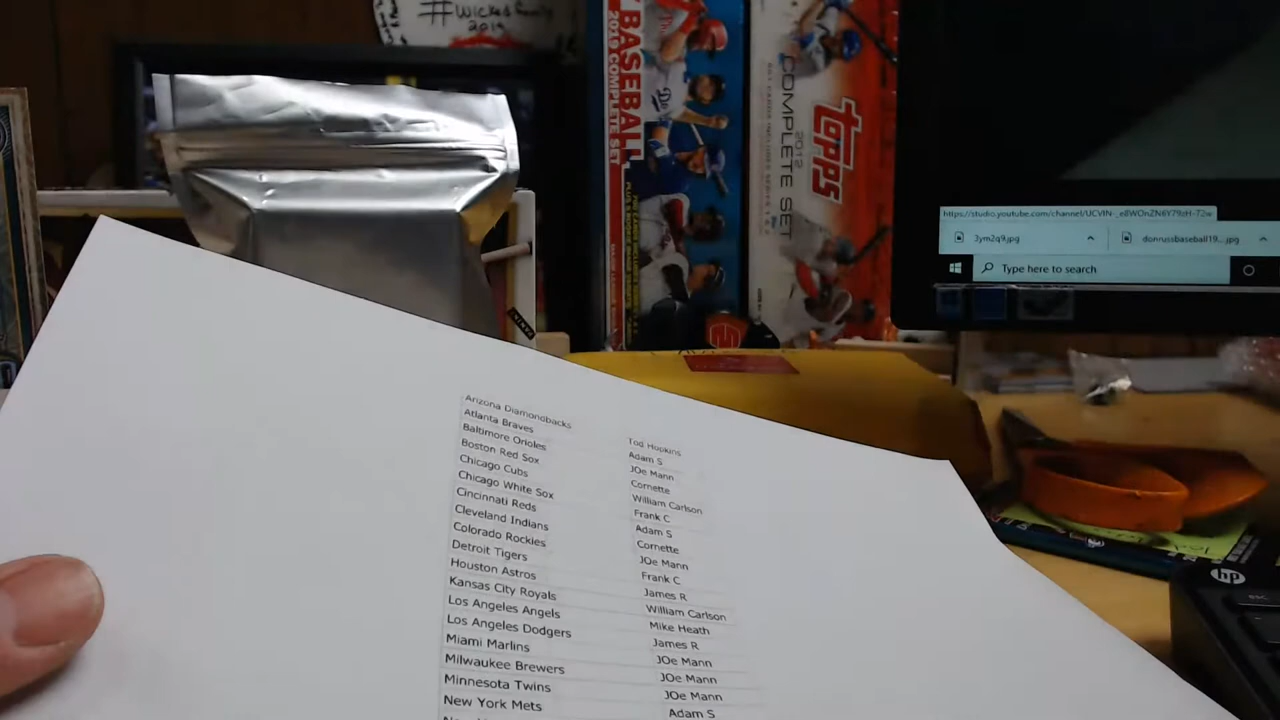 #Wicked family
2019
BASEBALL
2019 COMPLETE SET
topps
2012
COMPLETE SET
3ym2q9.jpg
donrussbaseball19...jpg
Type here to search
hp
ESC
Arizona Diamondbacks Tod Hopkins
Atlanta Braves Adam S
Baltimore Orioles JOe Mann
Boston Red Sox Cornette
Chicago Cubs William Carlson
Chicago White Sox Frank C
Cincinnati Reds Adam S
Cleveland Indians Cornette
Colorado Rockies JOe Mann
Detroit Tigers Frank C
Houston Astros James R
Kansas City Royals William Carlson
Los Angeles Angels Mike Heath
Los Angeles Dodgers James R
Miami Marlins JOe Mann
Milwaukee Brewers JOe Mann
Minnesota Twins JOe Mann
New York Mets Adam S